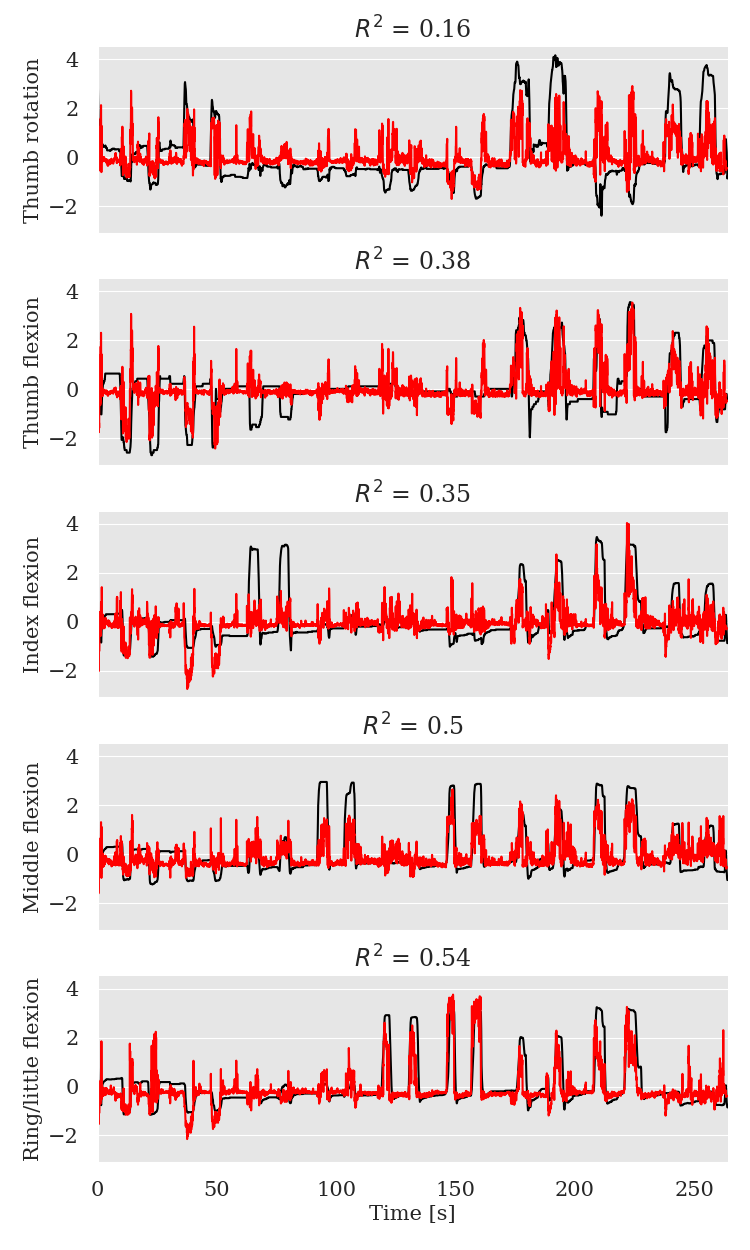 R² = 0.16
Thumb rotation
4
2
0
−2
R² = 0.38
Thumb flexion
4
2
0
−2
R² = 0.35
Index flexion
4
2
0
−2
R² = 0.5
Middle flexion
4
2
0
−2
R² = 0.54
Ring/little flexion
4
2
0
−2
0 50 100 150 200 250
Time [s]